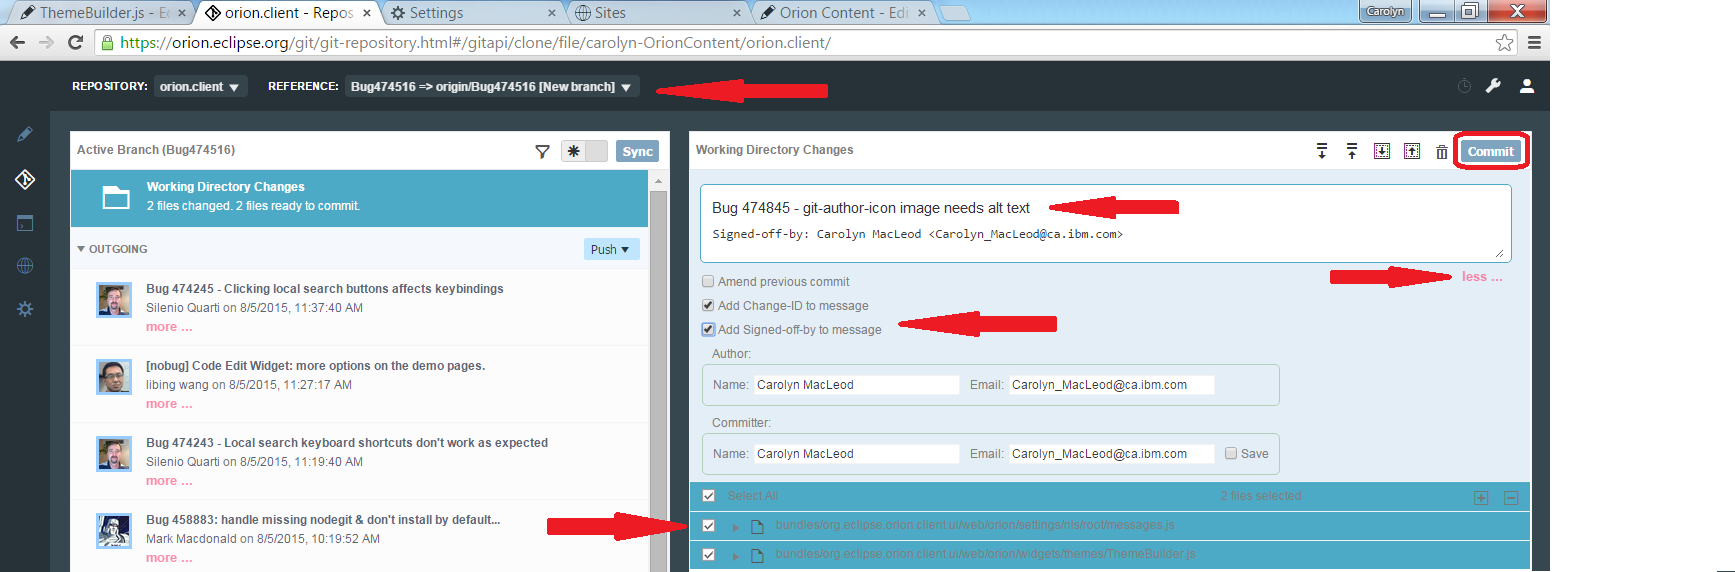 ThemeBuilder.js - Ed
orion.client - Repos
Settings
Sites
Orion Content - Edi
Carolyn
https://orion.eclipse.org/git/git-repository.html#/gitapi/clone/file/carolyn-OrionContent/orion.client/
REPOSITORY: orion.client REFERENCE: Bug474516 => origin/Bug474516 [New branch]
Active Branch (Bug474516)
Sync
Working Directory Changes
2 files changed. 2 files ready to commit.
OUTGOING
Push
Bug 474245 - Clicking local search buttons affects keybindings
Silenio Quarti on 8/5/2015, 11:37:40 AM
more ...
[nobug] Code Edit Widget: more options on the demo pages.
libing wang on 8/5/2015, 11:27:17 AM
more ...
Bug 474243 - Local search keyboard shortcuts don't work as expected
Silenio Quarti on 8/5/2015, 11:19:40 AM
more ...
Bug 458883: handle missing nodegit & don't install by default...
Mark Macdonald on 8/5/2015, 10:19:52 AM
more ...
Working Directory Changes
Commit
Bug 474845 - git-author-icon image needs alt text
Signed-off-by: Carolyn MacLeod <Carolyn_MacLeod@ca.ibm.com>
less ...
Amend previous commit
Add Change-ID to message
Add Signed-off-by to message
Author:
Name: Carolyn MacLeod Email: Carolyn_MacLeod@ca.ibm.com
Committer:
Name: Carolyn MacLeod Email: Carolyn_MacLeod@ca.ibm.com Save
Select All 2 files selected
bundles/org.eclipse.orion.client.ui/web/orion/settings/nls/root/messages.js
bundles/org.eclipse.orion.client.ui/web/orion/widgets/themes/ThemeBuilder.js